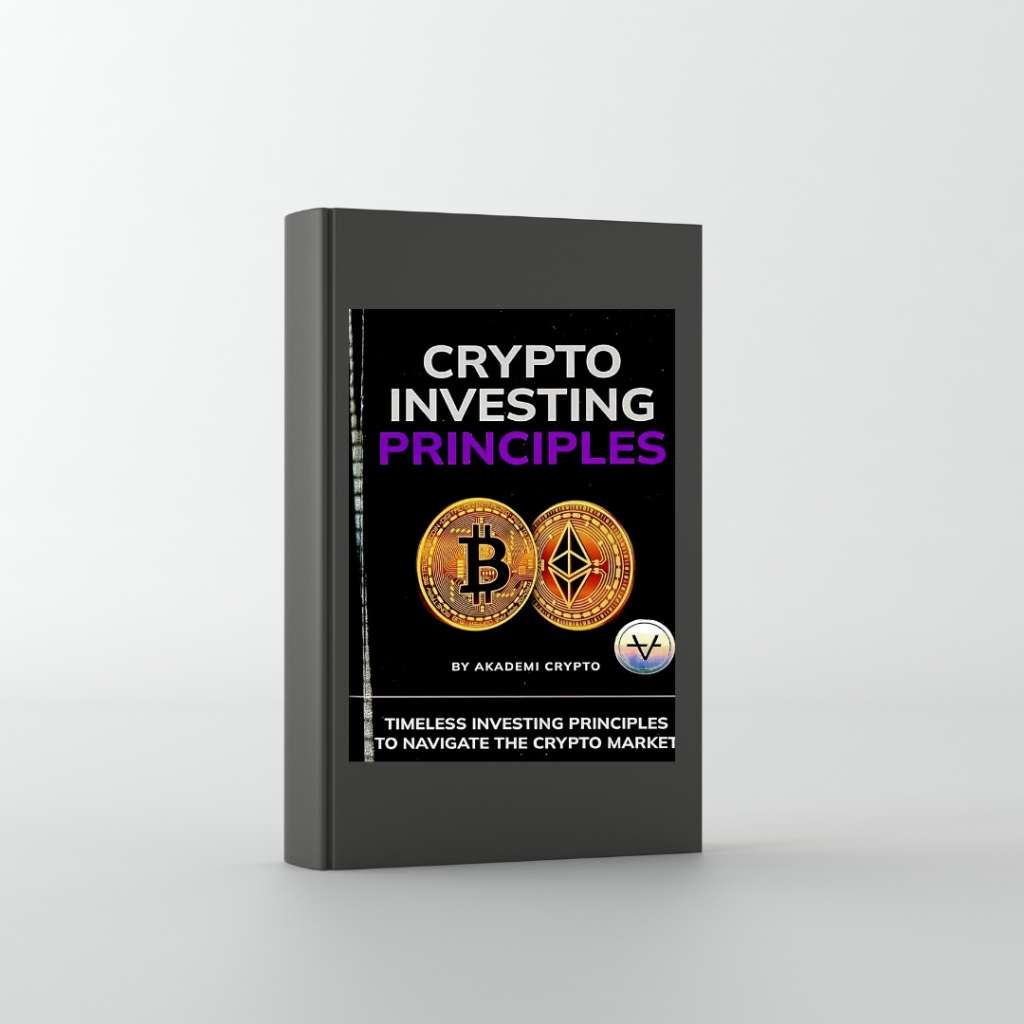 CRYPTO
INVESTING
PRINCIPLES
BY AKADEMI CRYPTO
TIMELESS INVESTING PRINCIPLES
TO NAVIGATE THE CRYPTO MARKET